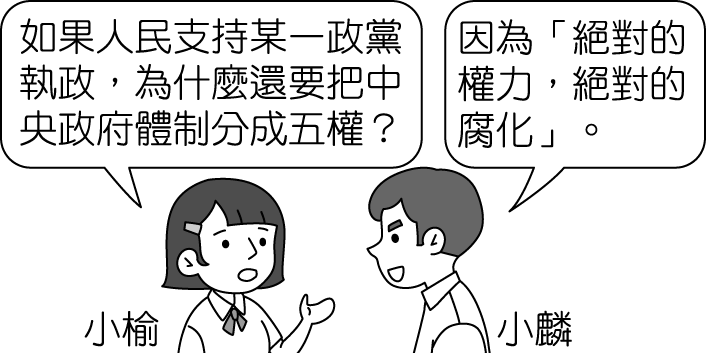 如果人民支持某一政黨
執政，為什麼還要把中
央政府體制分成五權？
因為「絕對的
權力，絕對的
腐化」。
小榆
小麟